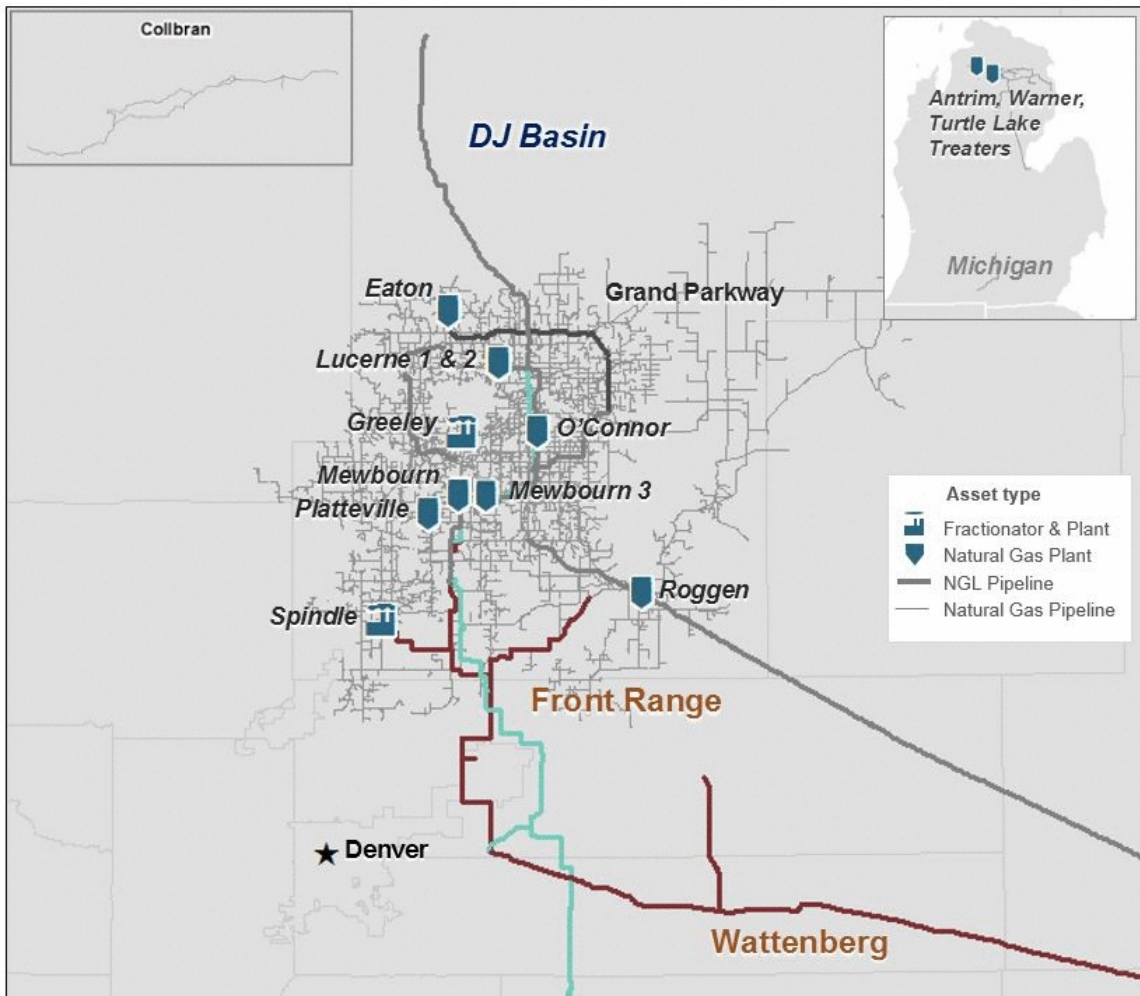 Collbran
DJ Basin
Antrim, Warner,
Turtle Lake
Treaters
Michigan
Eaton
Grand Parkway
Lucerne 1 & 2
Greeley
O'Connor
Mewbourn
Mewbourn 3
Platteville
Asset type
Fractionator & Plant
Natural Gas Plant
NGL Pipeline
Natural Gas Pipeline
Roggen
Spindle
Front Range
Denver
Wattenberg